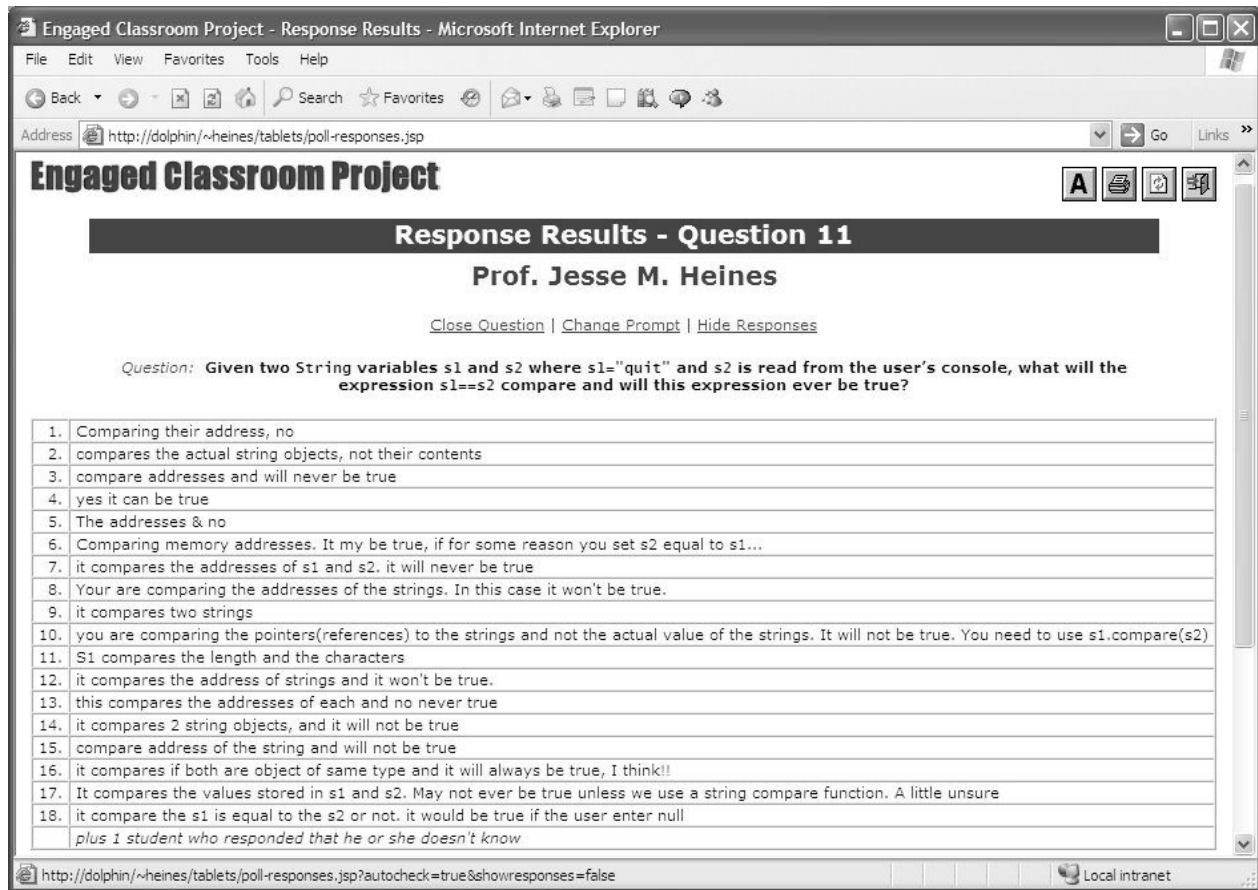 Engaged Classroom Project - Response Results - Microsoft Internet Explorer
File Edit View Favorites Tools Help
Back Search Favorites
Address http://dolphin/~heines/tablets/poll-responses.jsp Go Links »
Engaged Classroom Project
A
Response Results - Question 11
Prof. Jesse M. Heines
Close Question | Change Prompt | Hide Responses
Question: Given two String variables s1 and s2 where s1="quit" and s2 is read from the user’s console, what will the
expression s1==s2 compare and will this expression ever be true?
1. Comparing their address, no
2. compares the actual string objects, not their contents
3. compare addresses and will never be true
4. yes it can be true
5. The addresses & no
6. Comparing memory addresses. It my be true, if for some reason you set s2 equal to s1...
7. it compares the addresses of s1 and s2. it will never be true
8. Your are comparing the addresses of the strings. In this case it won't be true.
9. it compares two strings
10. you are comparing the pointers(references) to the strings and not the actual value of the strings. It will not be true. You need to use s1.compare(s2)
11. S1 compares the length and the characters
12. it compares the address of strings and it won't be true.
13. this compares the addresses of each and no never true
14. it compares 2 string objects, and it will not be true
15. compare address of the string and will not be true
16. it compares if both are object of same type and it will always be true, I think!!
17. It compares the values stored in s1 and s2. May not ever be true unless we use a string compare function. A little unsure
18. it compare the s1 is equal to the s2 or not. it would be true if the user enter null
plus 1 student who responded that he or she doesn't know
http://dolphin/~heines/tablets/poll-responses.jsp?autocheck=true&showresponses=false Local intranet